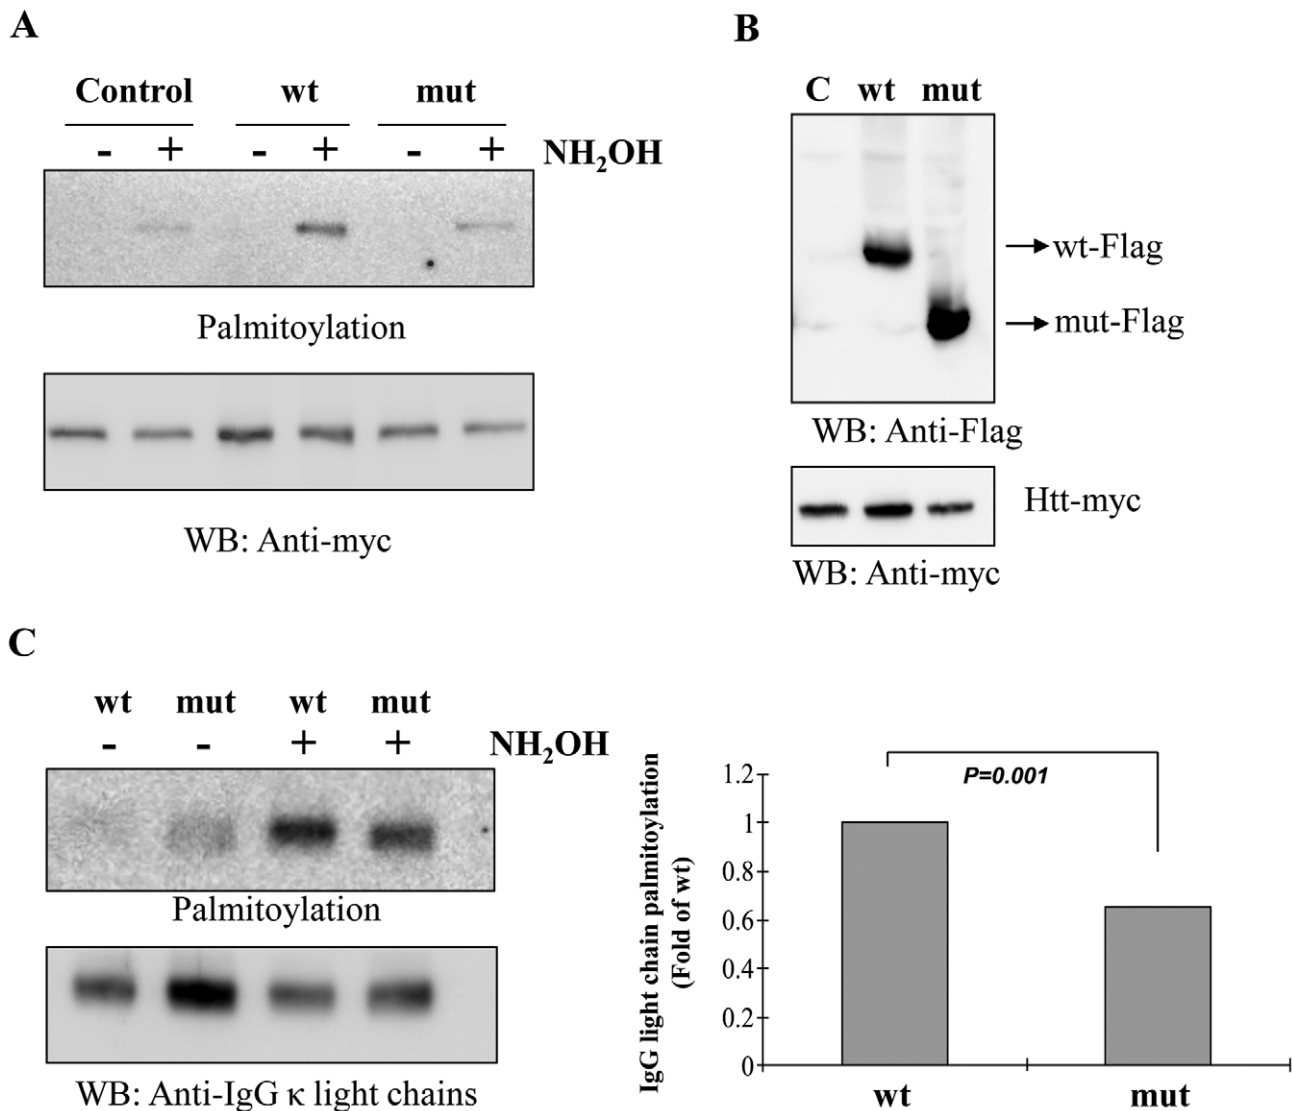 A
Control wt mut
- + - + - + NH₂OH
Palmitoylation
WB: Anti-myc
B
C wt mut
wt-Flag
mut-Flag
WB: Anti-Flag
Htt-myc
WB: Anti-myc
C
wt mut wt mut
- - + + NH₂OH
Palmitoylation
WB: Anti-IgG κ light chains
IgG light chain palmitoylation
(Fold of wt)
P=0.001
1.2
1
0.8
0.6
0.4
0.2
0
wt mut